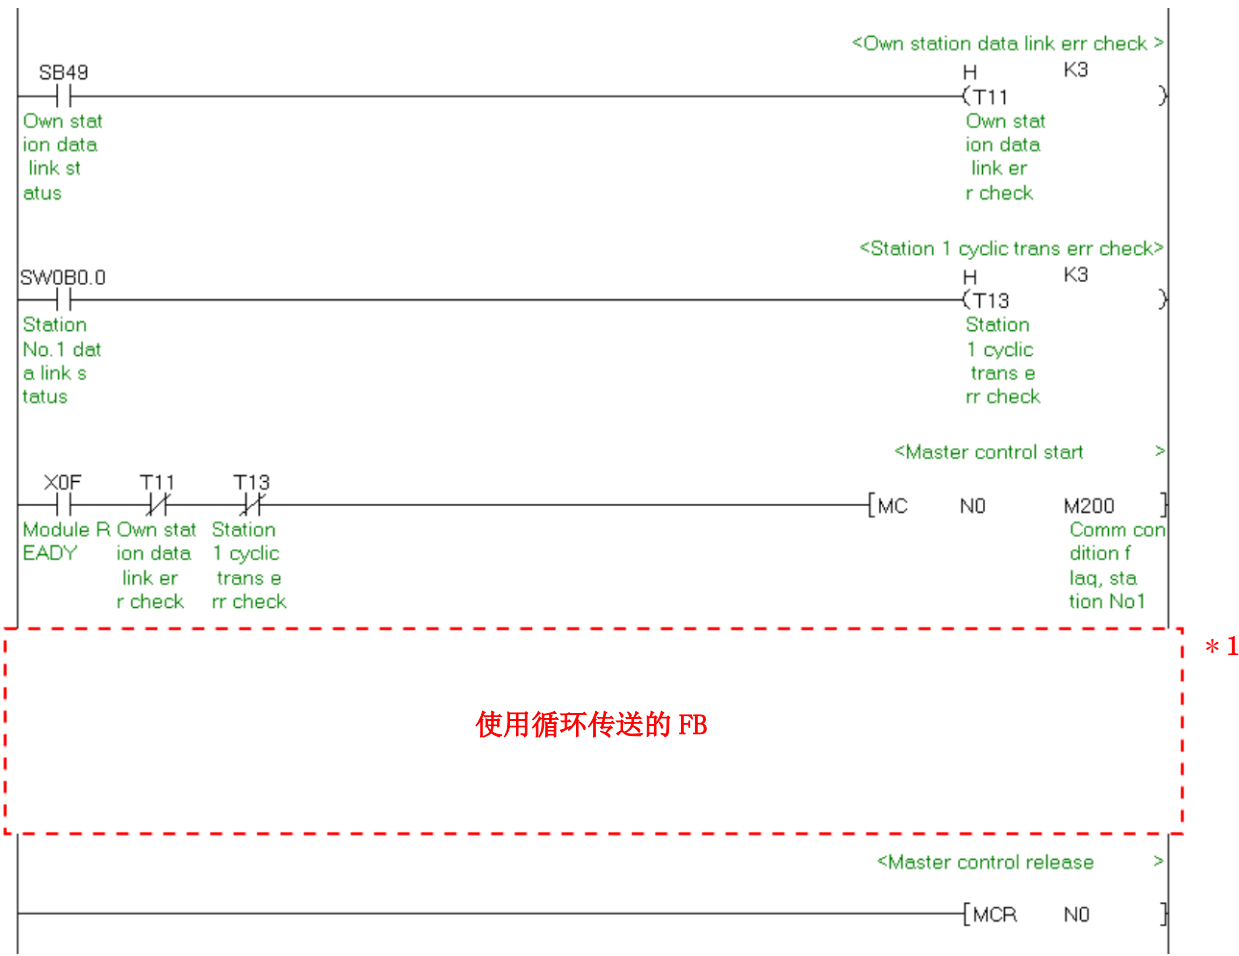 <Own station data link err check >
SB49
H K3
(T11 )
Own stat
ion data
link st
atus
Own stat
ion data
link er
r check
<Station 1 cyclic trans err check>
SW0B0.0
H K3
(T13 )
Station
No.1 dat
a link s
tatus
Station
1 cyclic
trans e
rr check
<Master control start >
X0F T11 T13
[MC N0 M200 ]
Module R
EADY
Own stat
ion data
link er
r check
Station
1 cyclic
trans e
rr check
Comm con
dition f
laq, sta
tion No1
*1
使用循环传送的 FB
<Master control release >
[MCR N0 ]